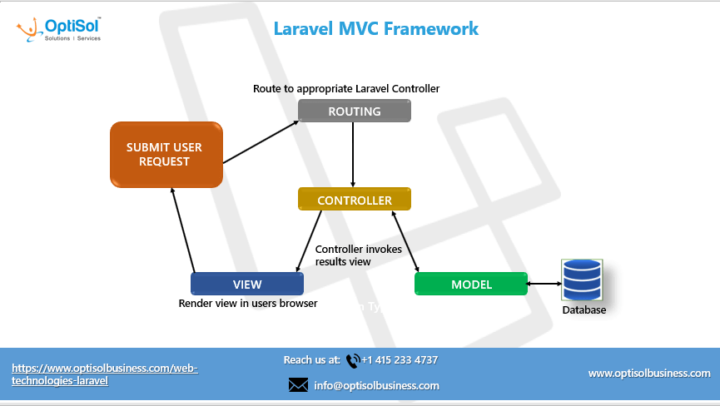 OptiSol
Solutions | Services
Laravel MVC Framework
Route to appropriate Laravel Controller
ROUTING
SUBMIT USER
REQUEST
CONTROLLER
Controller invokes
results view
VIEW
MODEL
Render view in users browser
Database
Reach us at: +1 415 233 4737
https://www.optisolbusiness.com/web-
technologies-laravel
www.optisolbusiness.com
info@optisolbusiness.com